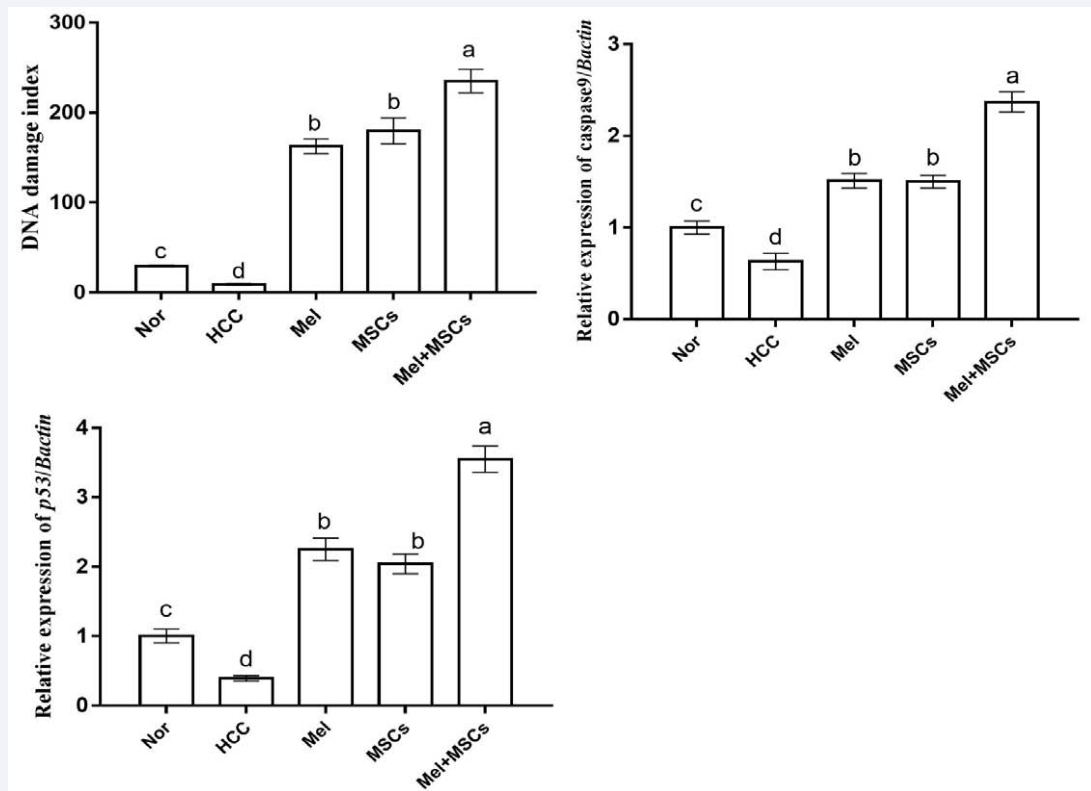 DNA damage index
300
200
100
0
c
d
b
b
a
Nor
HCC
Mel
MSCs
Mel+MSCs
Relative expression of caspase9/Bactin
3
2
1
0
c
d
b
b
a
Nor
HCC
Mel
MSCs
Mel+MSCs
Relative expression of p53/Bactin
4
3
2
1
0
c
d
b
b
a
Nor
HCC
Mel
MSCs
Mel+MSCs